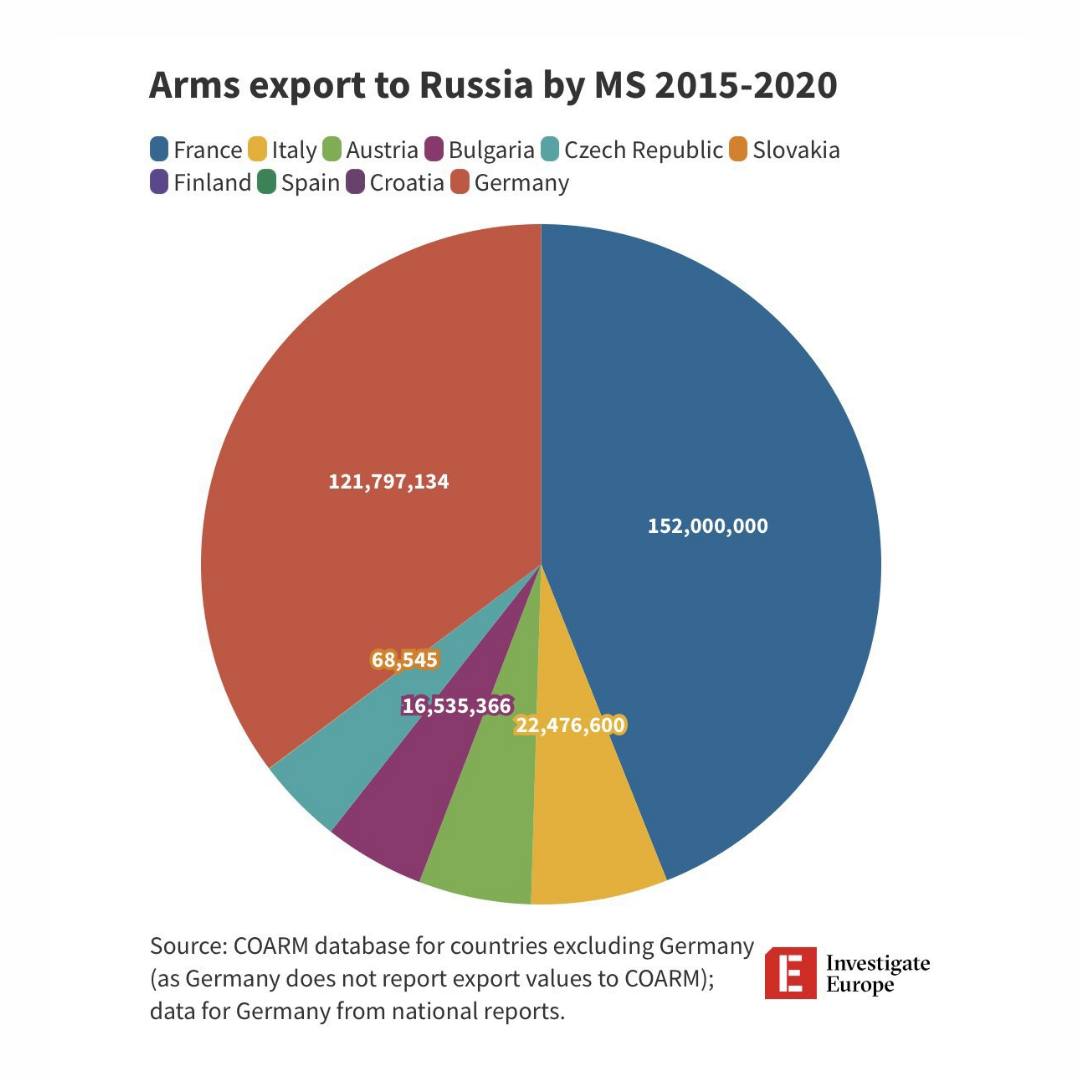 Arms export to Russia by MS 2015-2020
France Italy Austria Bulgaria Czech Republic Slovakia
Finland Spain Croatia Germany
121,797,134
152,000,000
68,545
16,535,366
22,476,600
Source: COARM database for countries excluding Germany
(as Germany does not report export values to COARM);
data for Germany from national reports.
E Investigate
Europe